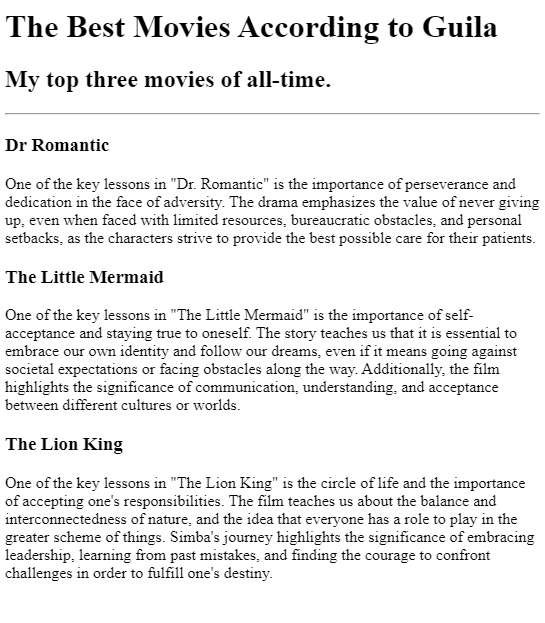 The Best Movies According to Guila
My top three movies of all-time.
Dr Romantic
One of the key lessons in "Dr. Romantic" is the importance of perseverance and
dedication in the face of adversity. The drama emphasizes the value of never giving
up, even when faced with limited resources, bureaucratic obstacles, and personal
setbacks, as the characters strive to provide the best possible care for their patients.
The Little Mermaid
One of the key lessons in "The Little Mermaid" is the importance of self-
acceptance and staying true to oneself. The story teaches us that it is essential to
embrace our own identity and follow our dreams, even if it means going against
societal expectations or facing obstacles along the way. Additionally, the film
highlights the significance of communication, understanding, and acceptance
between different cultures or worlds.
The Lion King
One of the key lessons in "The Lion King" is the circle of life and the importance
of accepting one's responsibilities. The film teaches us about the balance and
interconnectedness of nature, and the idea that everyone has a role to play in the
greater scheme of things. Simba's journey highlights the significance of embracing
leadership, learning from past mistakes, and finding the courage to confront
challenges in order to fulfill one's destiny.